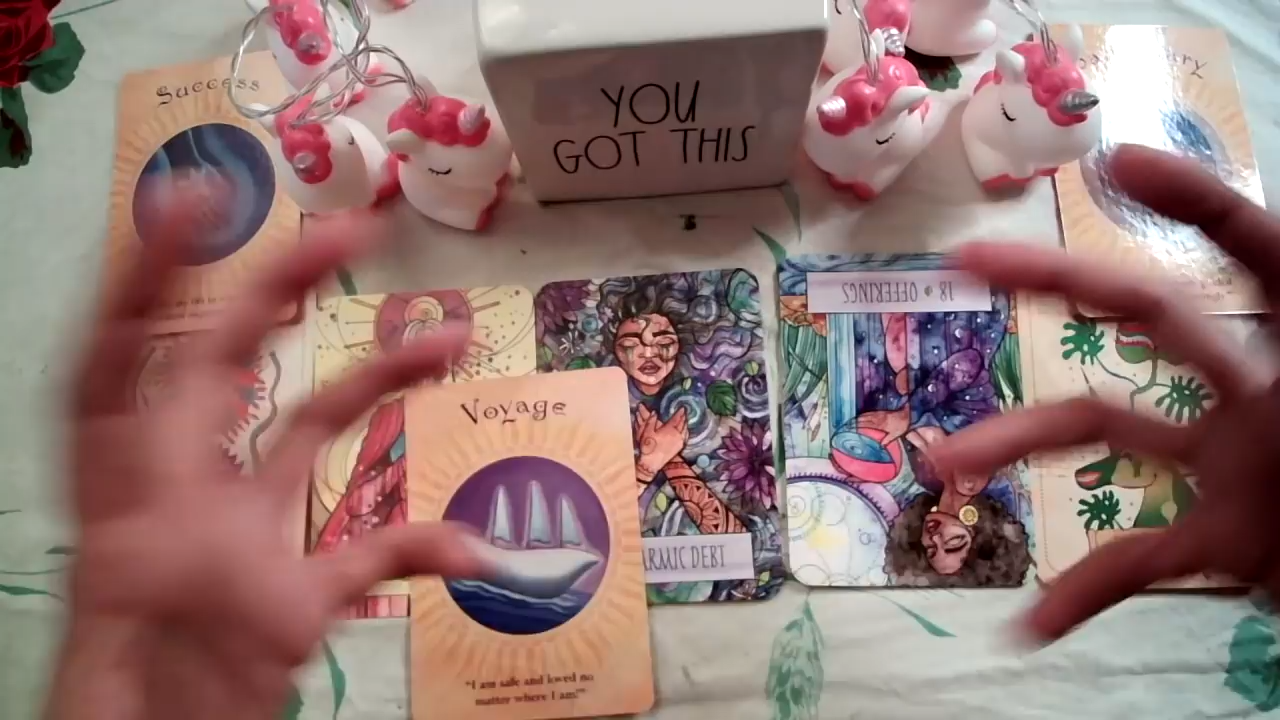 Success
YOU
GOT THIS
18 * OFFERINGS
Voyage
ARMIC DEBT
"I am safe and loved no
matter where I am!"